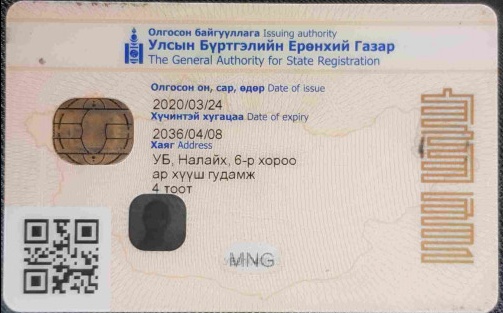 Олгосон байгууллага Issuing authority
Улсын Бүртгэлийн Ерөнхий Газар
The General Authority for State Registration
Олгосон он, сар, өдөр Date of issue
2020/03/24
Хүчинтэй хугацаа Date of expiry
2036/04/08
Хаяг Address
УБ, Налайх, 6-р хороо
ар хүүш гудамж
4 тоот
MNG